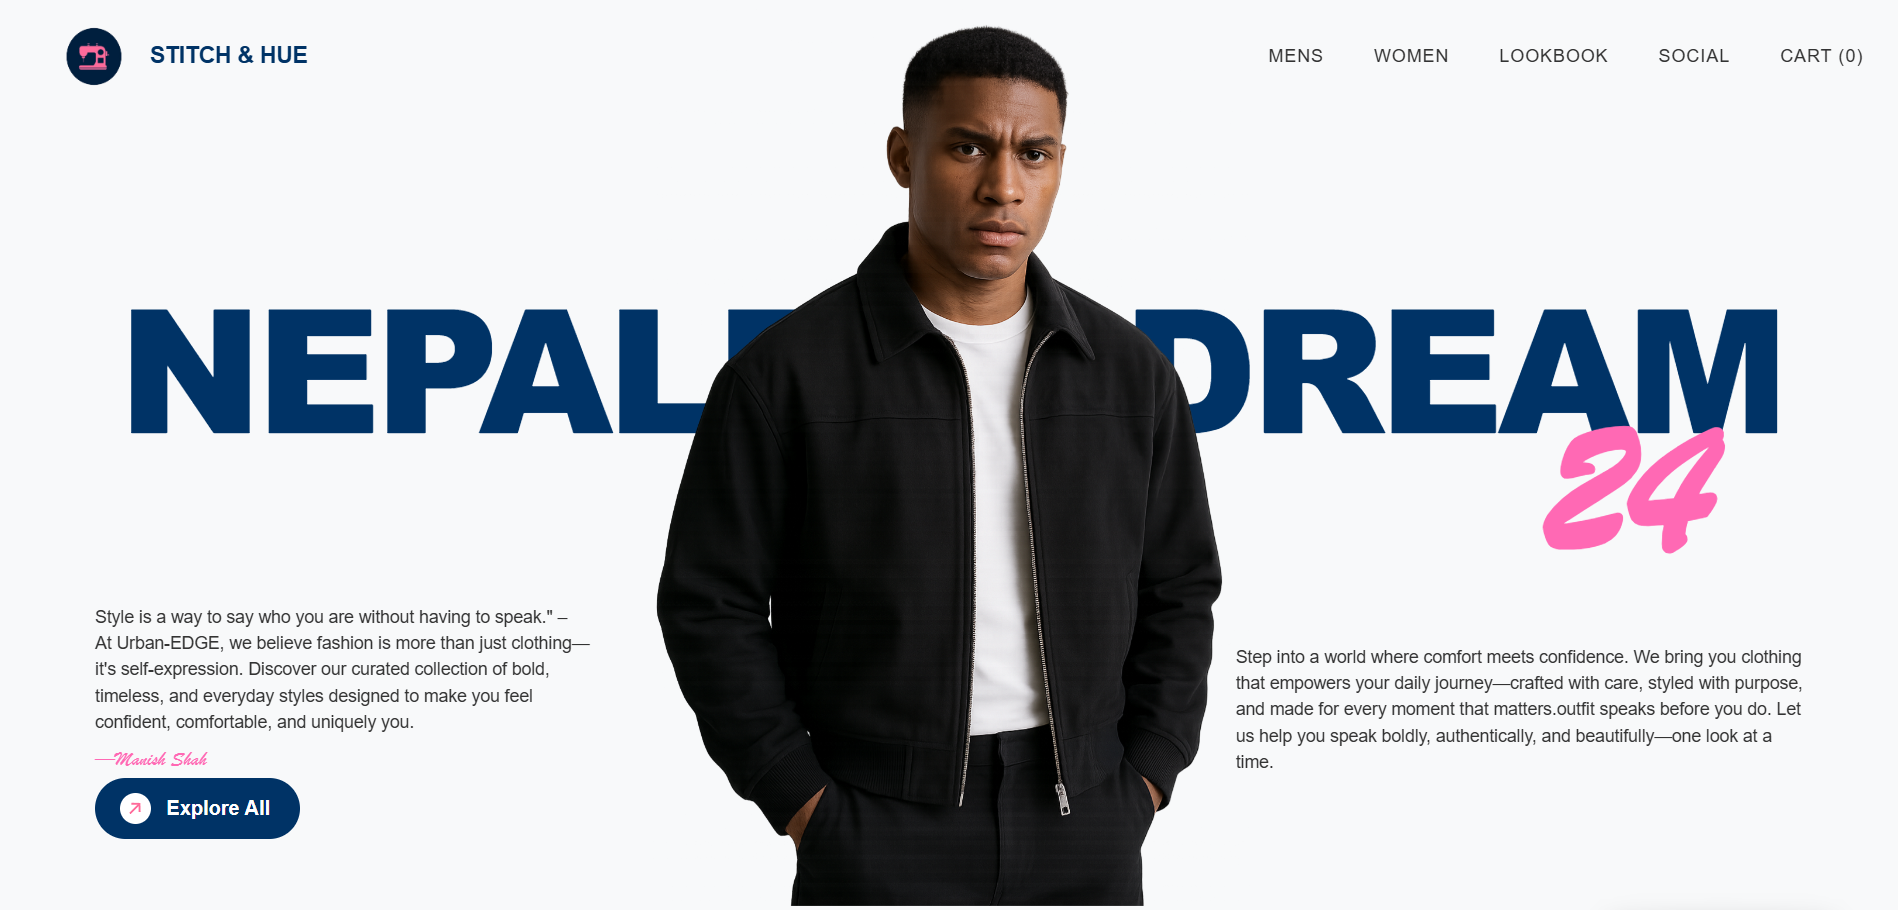 STITCH & HUE
MENS WOMEN LOOKBOOK SOCIAL CART (0)
NEPAL DREAM
24
Style is a way to say who you are without having to speak." –
At Urban-EDGE, we believe fashion is more than just clothing—
it's self-expression. Discover our curated collection of bold,
timeless, and everyday styles designed to make you feel
confident, comfortable, and uniquely you.
—Manish Shah
Explore All
Step into a world where comfort meets confidence. We bring you clothing
that empowers your daily journey—crafted with care, styled with purpose,
and made for every moment that matters.outfit speaks before you do. Let
us help you speak boldly, authentically, and beautifully—one look at a
time.